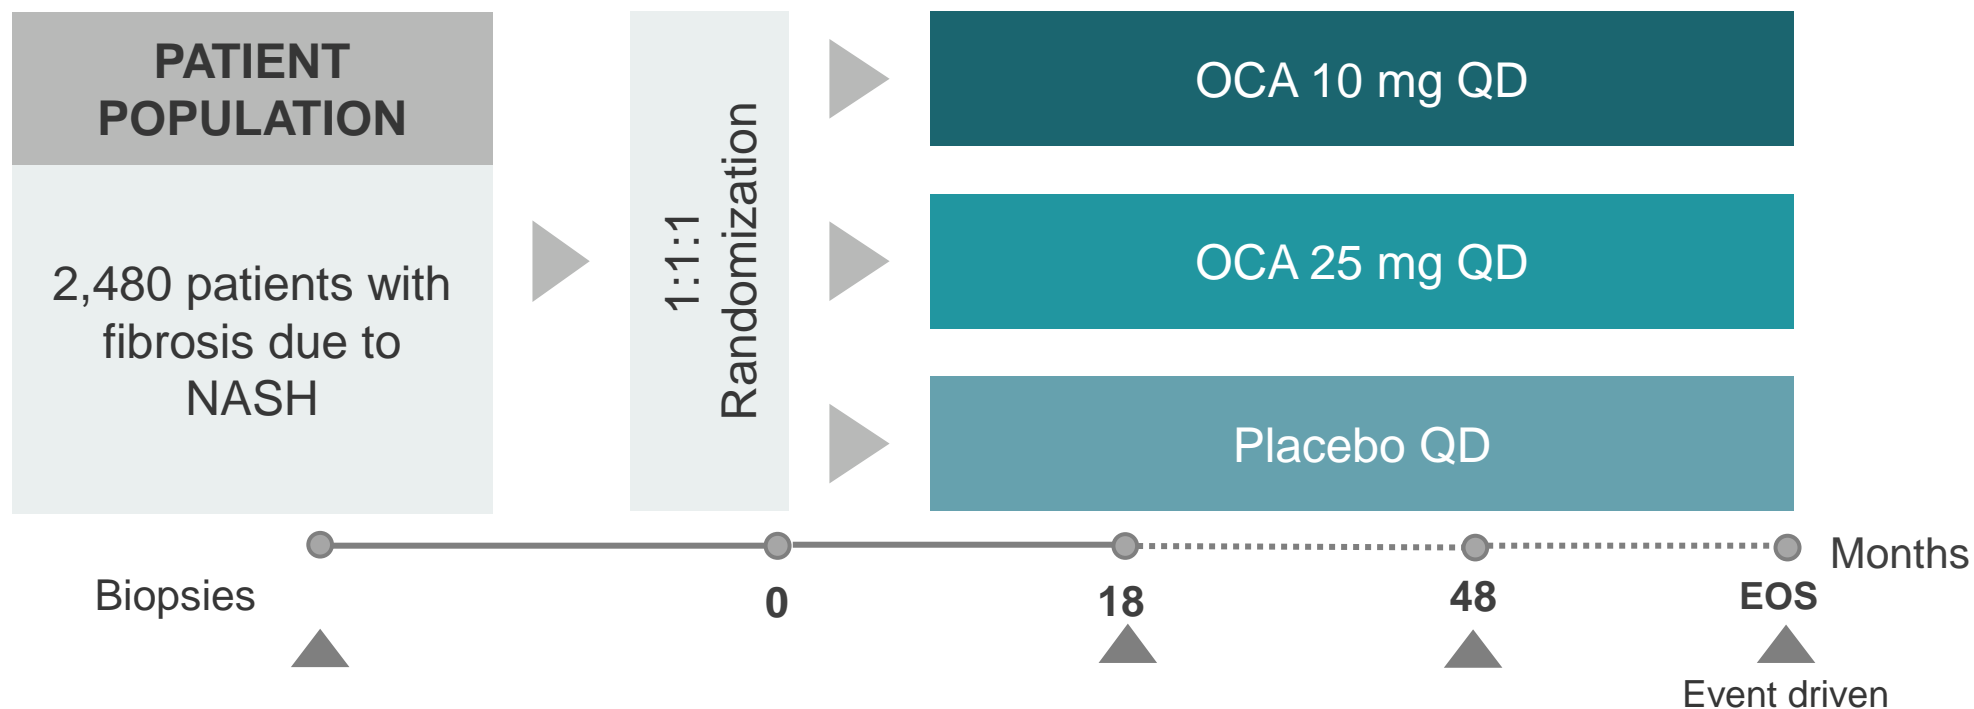 PATIENT
POPULATION
2,480 patients with
fibrosis due to
NASH
1:1:1
Randomization
OCA 10 mg QD
OCA 25 mg QD
Placebo QD
Months
Biopsies
0
18
48
EOS
Event driven